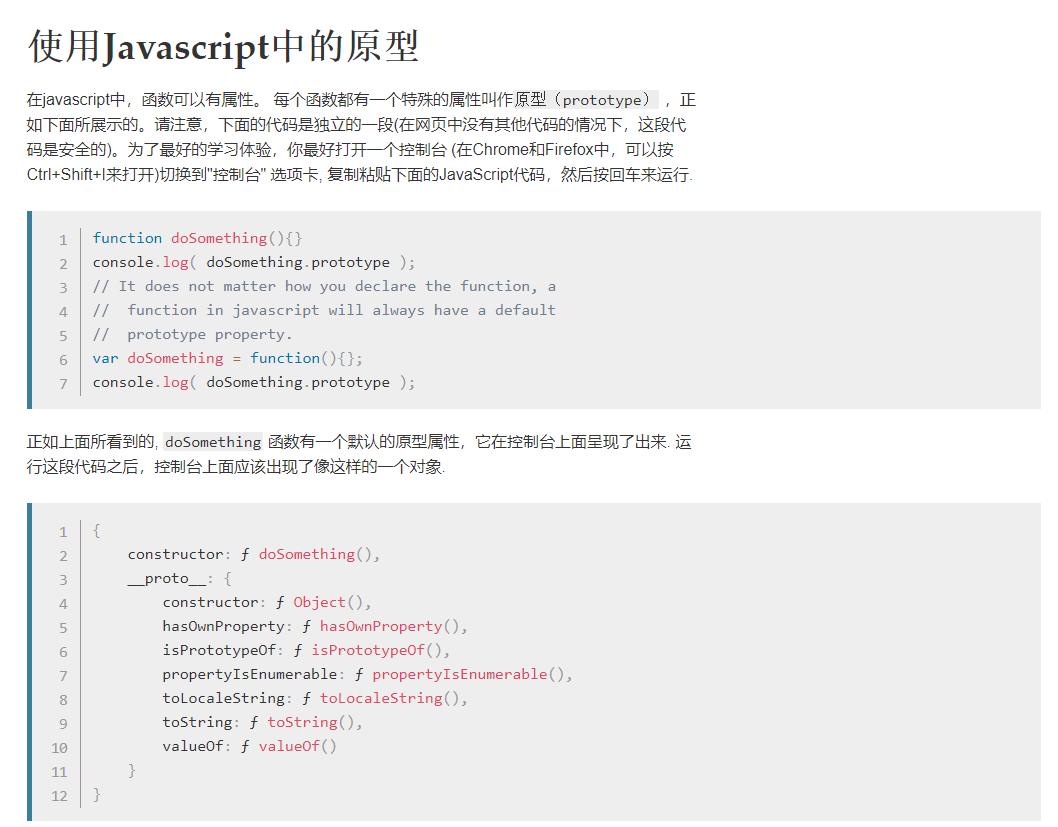 使用Javascript中的原型
在javascript中，函数可以有属性。 每个函数都有一个特殊的属性叫作原型（prototype） ，正
如下面所展示的。请注意，下面的代码是独立的一段(在网页中没有其他代码的情况下，这段代
码是安全的)。为了最好的学习体验，你最好打开一个控制台 (在Chrome和Firefox中，可以按
Ctrl+Shift+I来打开)切换到"控制台" 选项卡, 复制粘贴下面的JavaScript代码，然后按回车来运行.
1 function doSomething(){}
2 console.log( doSomething.prototype );
3 // It does not matter how you declare the function, a
4 //  function in javascript will always have a default
5 //  prototype property.
6 var doSomething = function(){};
7 console.log( doSomething.prototype );
正如上面所看到的, doSomething 函数有一个默认的原型属性，它在控制台上面呈现了出来. 运
行这段代码之后，控制台上面应该出现了像这样的一个对象.
1 {
2     constructor: ƒ doSomething(),
3     __proto__: {
4         constructor: ƒ Object(),
5         hasOwnProperty: ƒ hasOwnProperty(),
6         isPrototypeOf: ƒ isPrototypeOf(),
7         propertyIsEnumerable: ƒ propertyIsEnumerable(),
8         toLocaleString: ƒ toLocaleString(),
9         toString: ƒ toString(),
10         valueOf: ƒ valueOf()
11     }
12 }